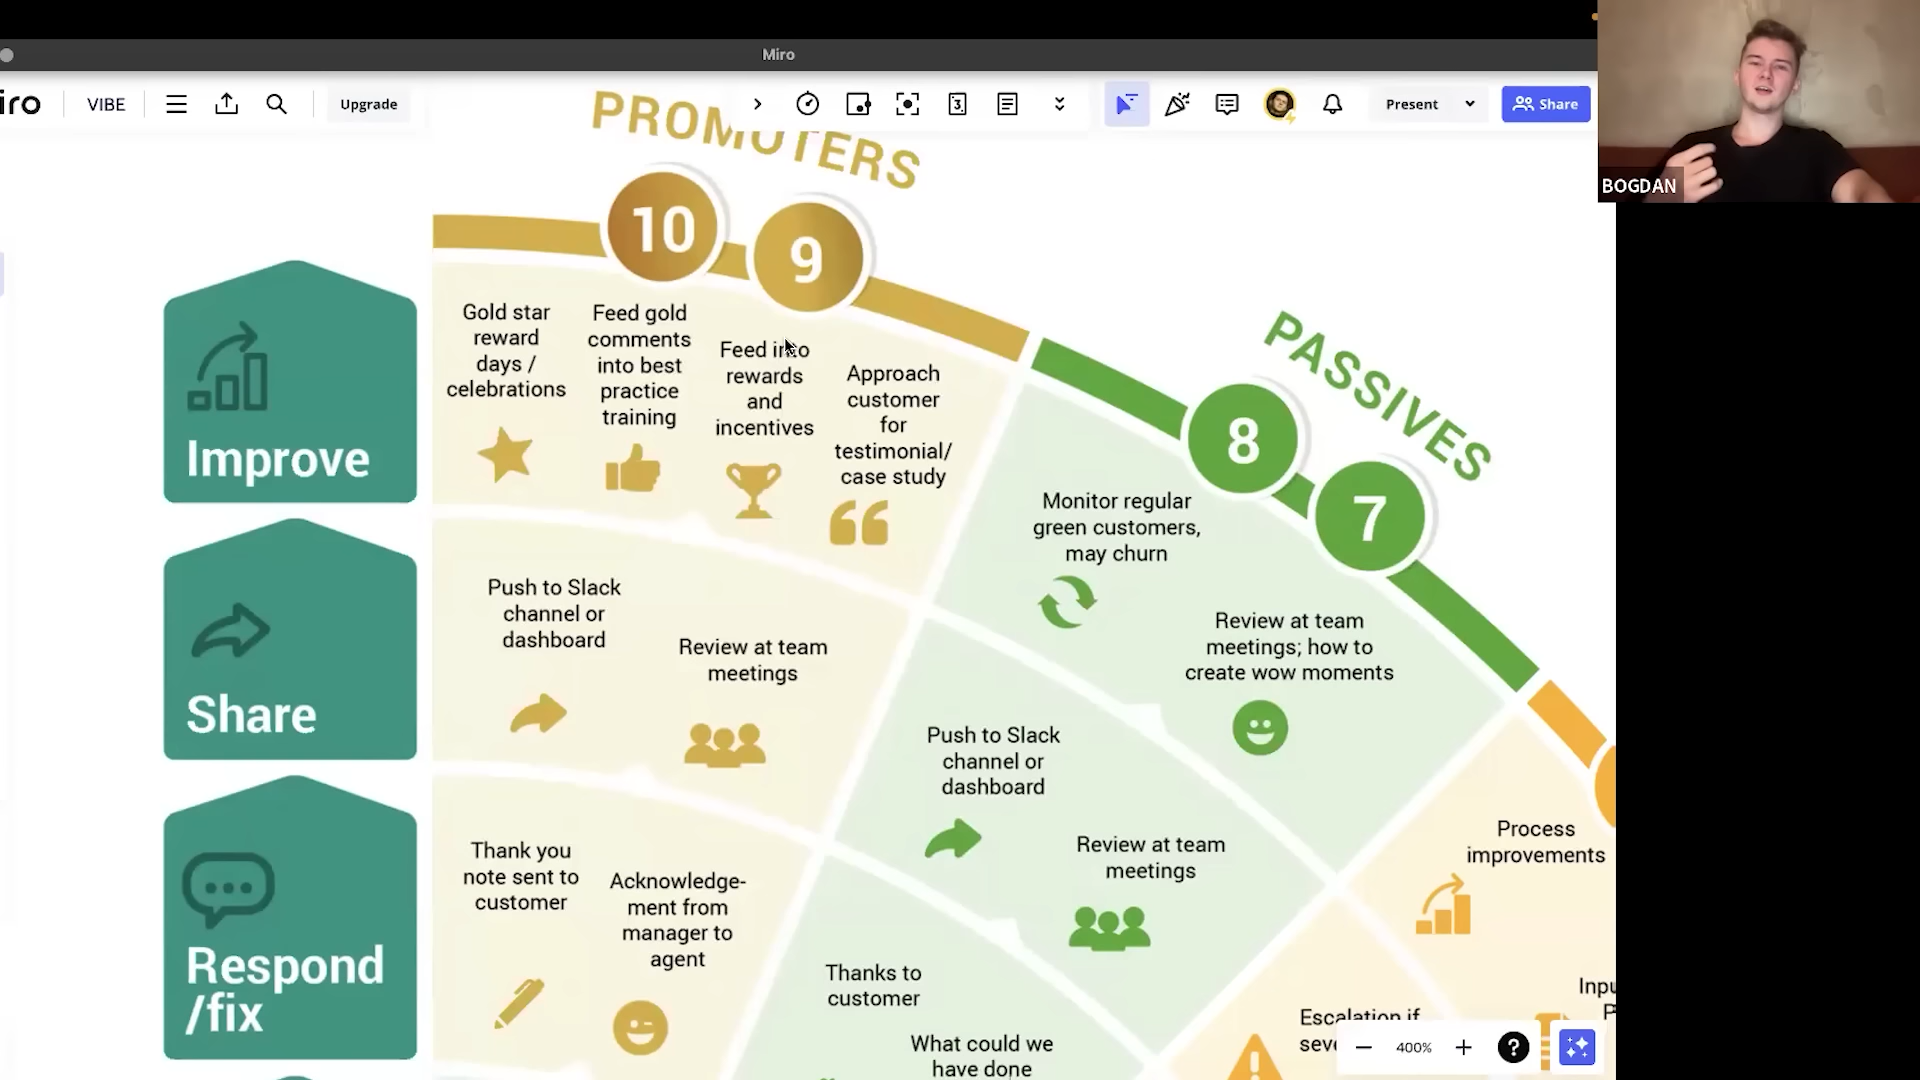 Miro
iro
VIBE
Upgrade
3
Present
Share
BOGDAN
PROMOTERS
10
9
PASSIVES
8
7
Improve
Gold star
reward
days /
celebrations
Feed gold
comments
into best
practice
training
Feed into
rewards
and
incentives
Approach
customer
for
testimonial/
case study
Monitor regular
green customers,
may churn
Review at team
meetings; how to
create wow moments
Share
Push to Slack
channel or
dashboard
Review at team
meetings
Push to Slack
channel or
dashboard
Review at team
meetings
Process
improvements
Respond
/fix
Thank you
note sent to
customer
Acknowledge-
ment from
manager to
agent
Thanks to
customer
What could we
have done
Escalation if
seve
Inpu
P
400%
?